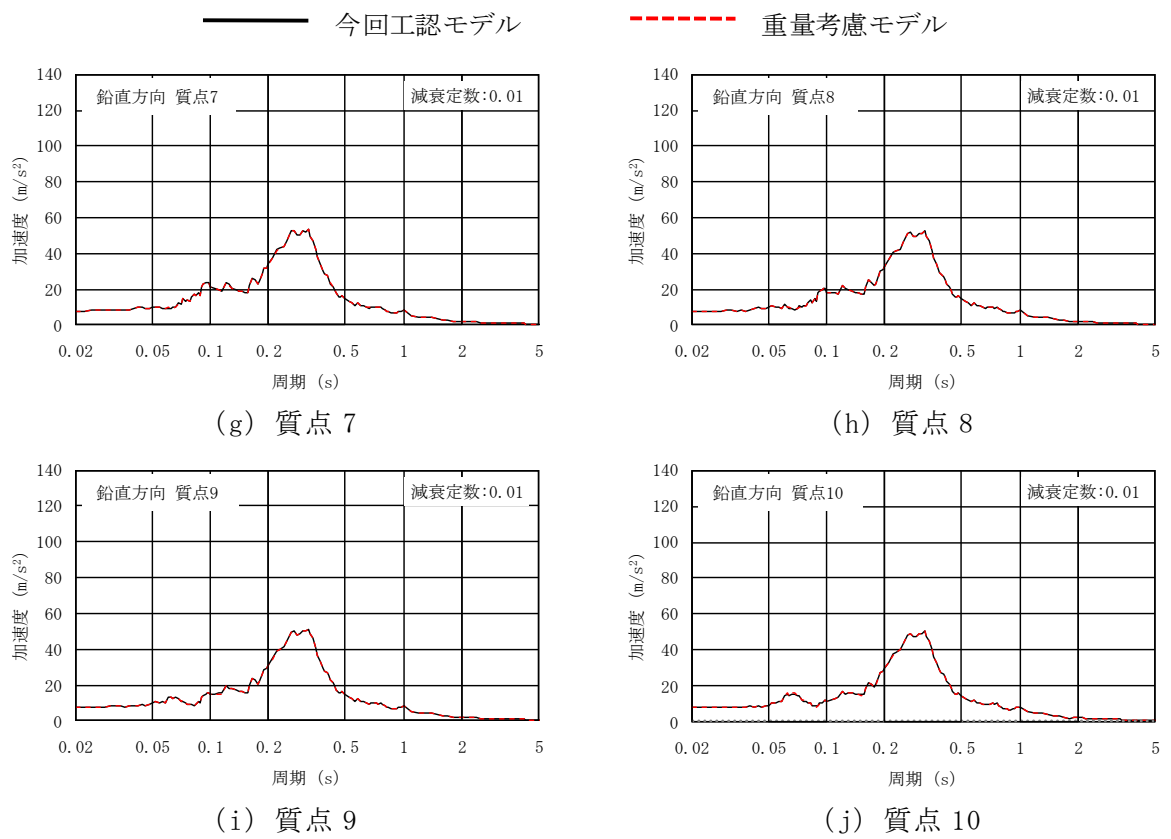 今回工認モデル 重量考慮モデル
140
120
100
80
60
40
20
0
加速度 (m/s²)
鉛直方向 質点7
減衰定数:0.01
0.02 0.05 0.1 0.2 0.5 1 2 5
周期 (s)
(g) 質点 7
140
120
100
80
60
40
20
0
加速度 (m/s²)
鉛直方向 質点8
減衰定数:0.01
0.02 0.05 0.1 0.2 0.5 1 2 5
周期 (s)
(h) 質点 8
140
120
100
80
60
40
20
0
加速度 (m/s²)
鉛直方向 質点9
減衰定数:0.01
0.02 0.05 0.1 0.2 0.5 1 2 5
周期 (s)
(i) 質点 9
140
120
100
80
60
40
20
0
加速度 (m/s²)
鉛直方向 質点10
減衰定数:0.01
0.02 0.05 0.1 0.2 0.5 1 2 5
周期 (s)
(j) 質点 10